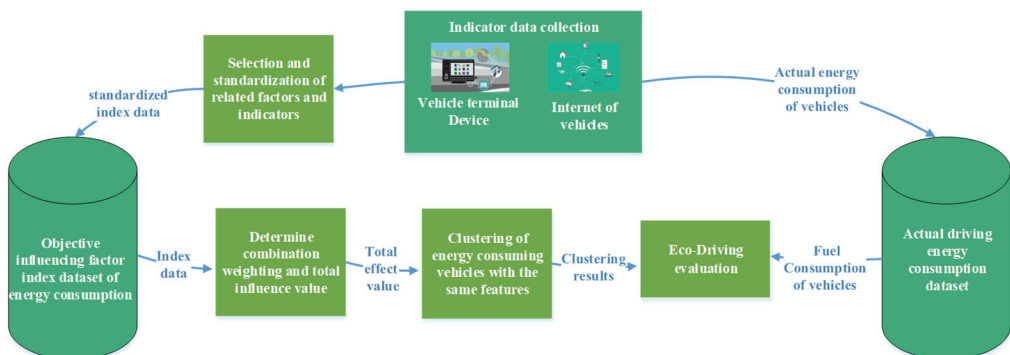 Indicator data collection
Vehicle terminal
Device
Internet of
vehicles
Selection and
standardization of
related factors and
indicators
standardized
index data
Actual energy
consumption
of vehicles
Objective
influencing factor
index dataset of
energy consumption
Index
data
Determine
combination
weighting and total
influence value
Total
effect
value
Clustering of
energy consuming
vehicles with the
same features
Clustering
results
Eco-Driving
evaluation
Fuel
Consumption
of vehicles
Actual driving
energy
consumption
dataset